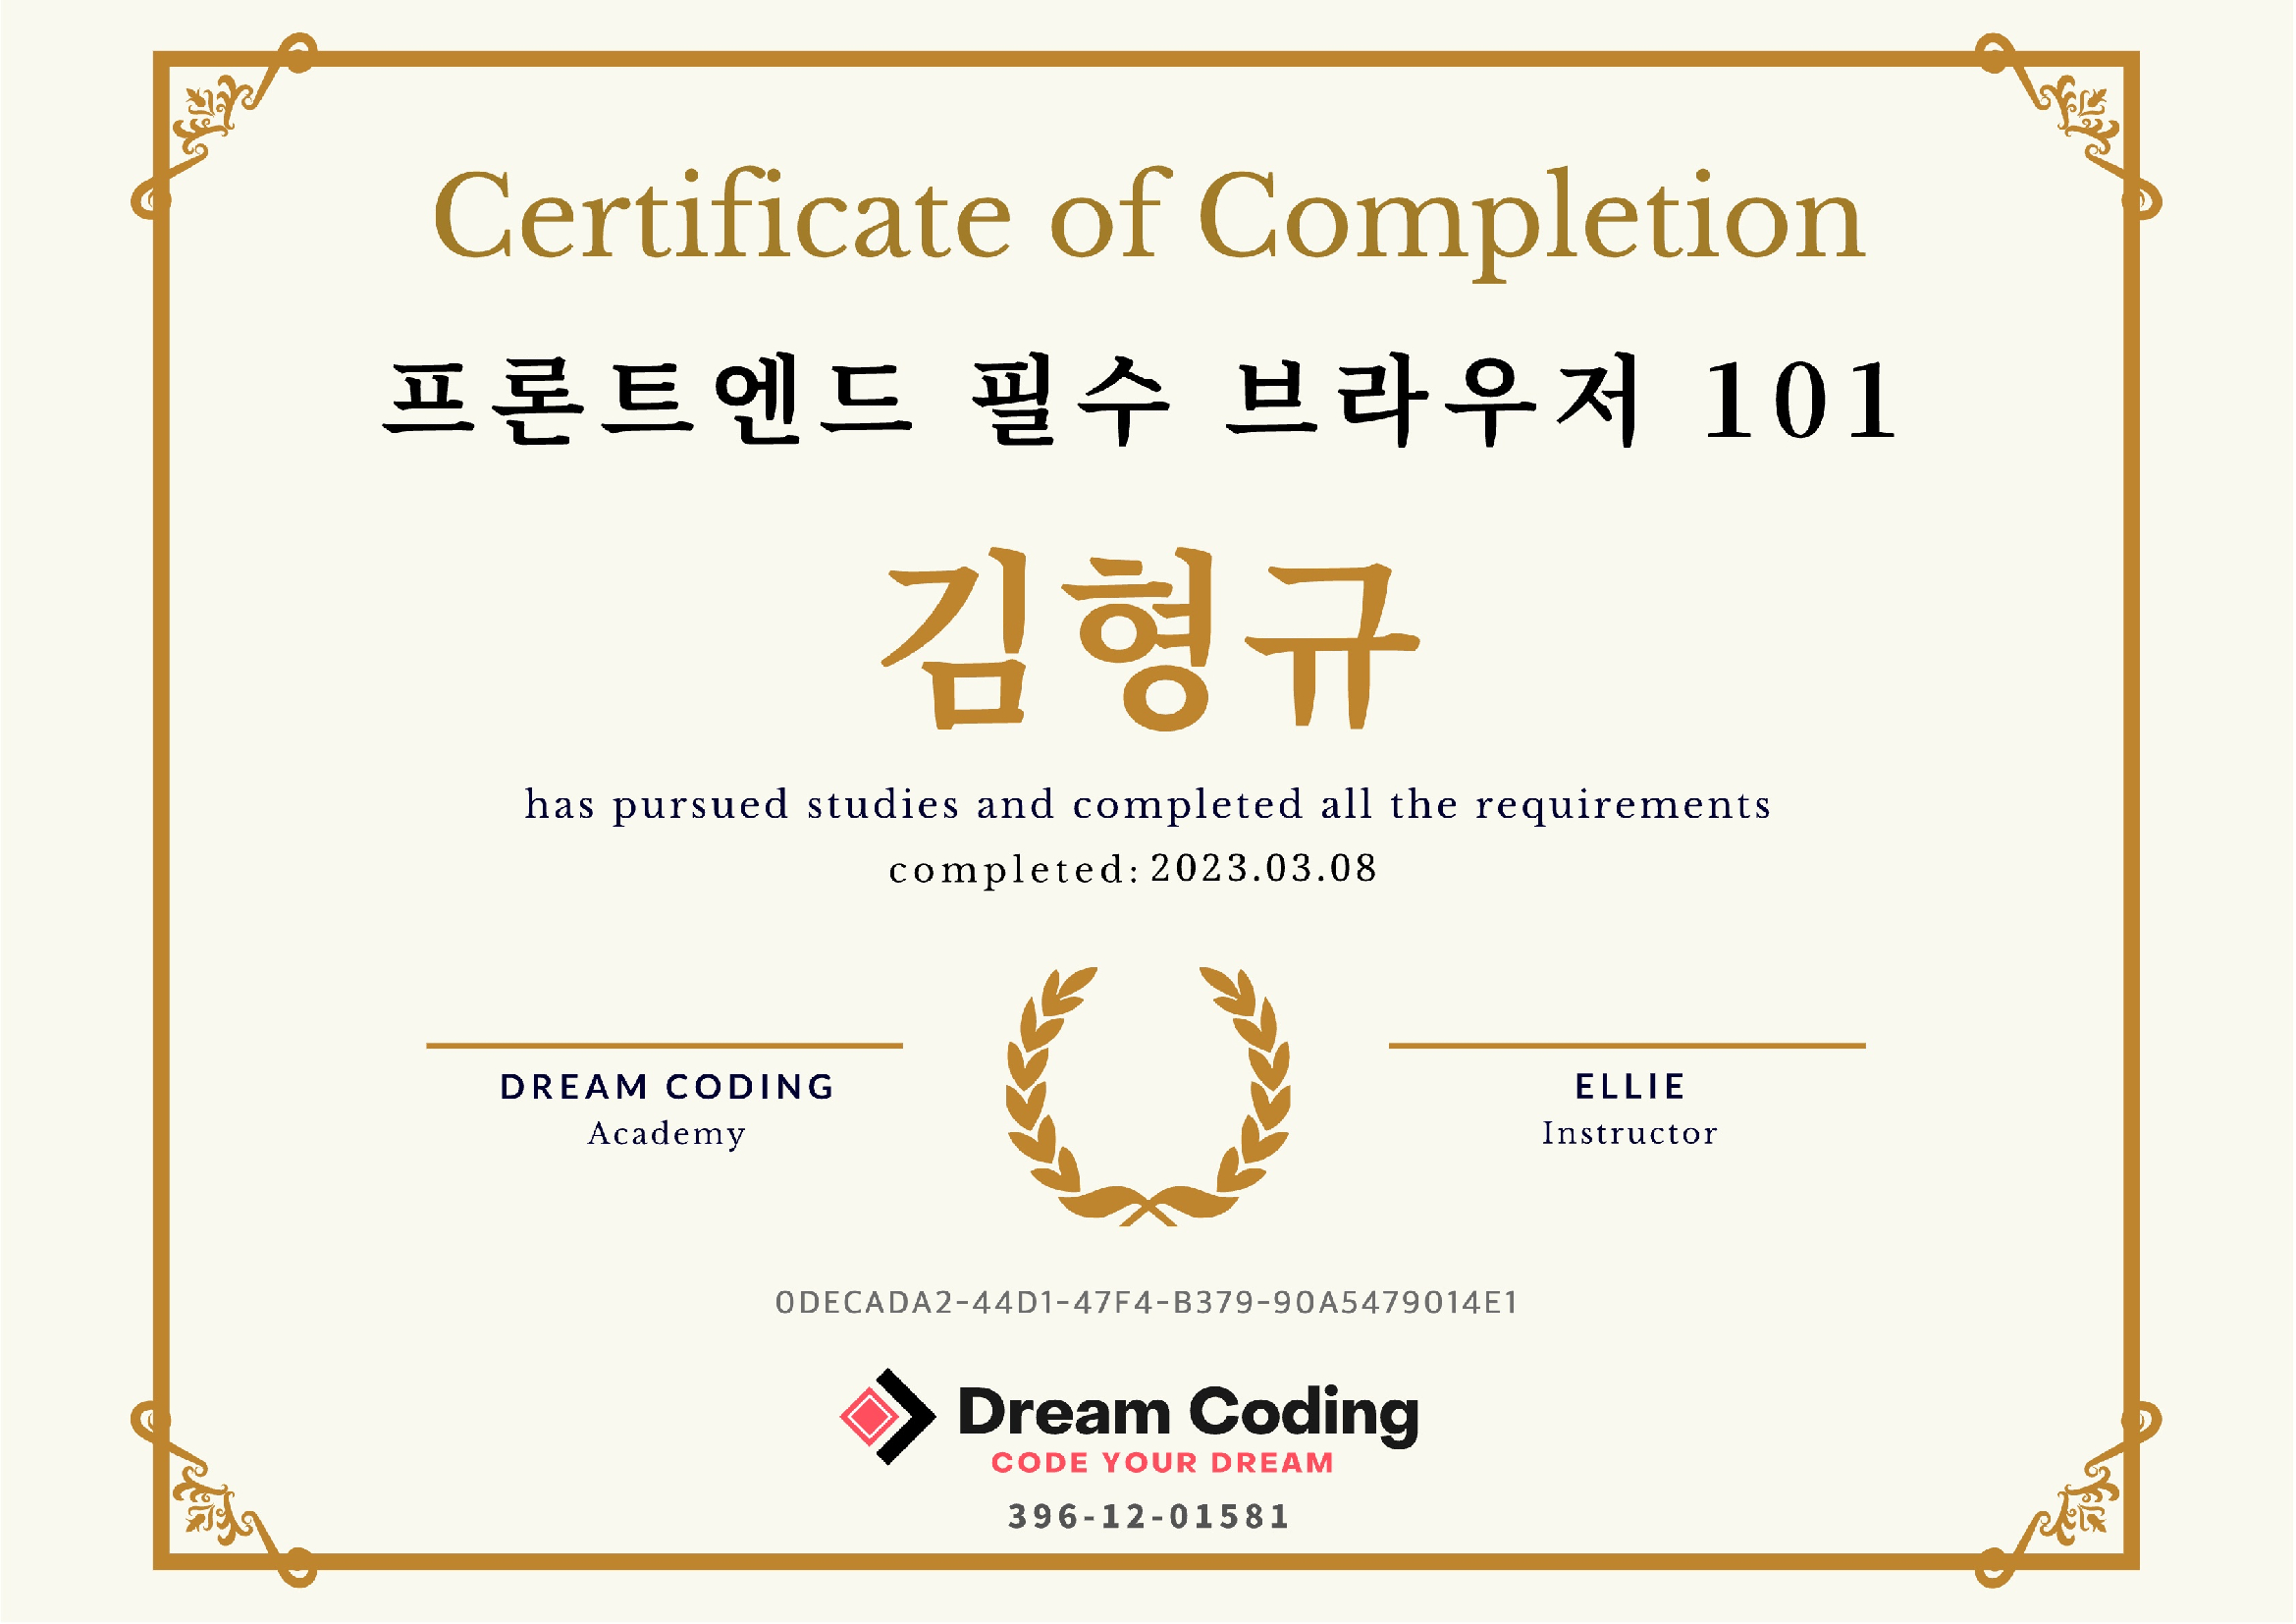 Certificate of Completion
프론트엔드 필수 브라우저 101
김형규
has pursued studies and completed all the requirements
completed: 2023.03.08
DREAM CODING
Academy
ELLIE
Instructor
0DECADA2-44D1-47F4-B379-90A5479014E1
Dream Coding
CODE YOUR DREAM
396-12-01581